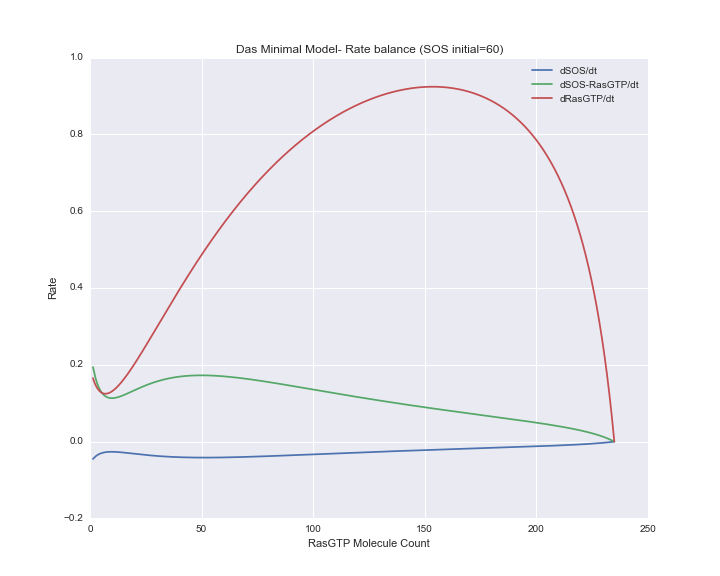 Das Minimal Model- Rate balance (SOS initial=60)
dSOS/dt
dSOS-RasGTP/dt
dRasGTP/dt
1.0
0.8
0.6
0.4
0.2
0.0
−0.2
Rate
0 50 100 150 200 250
RasGTP Molecule Count